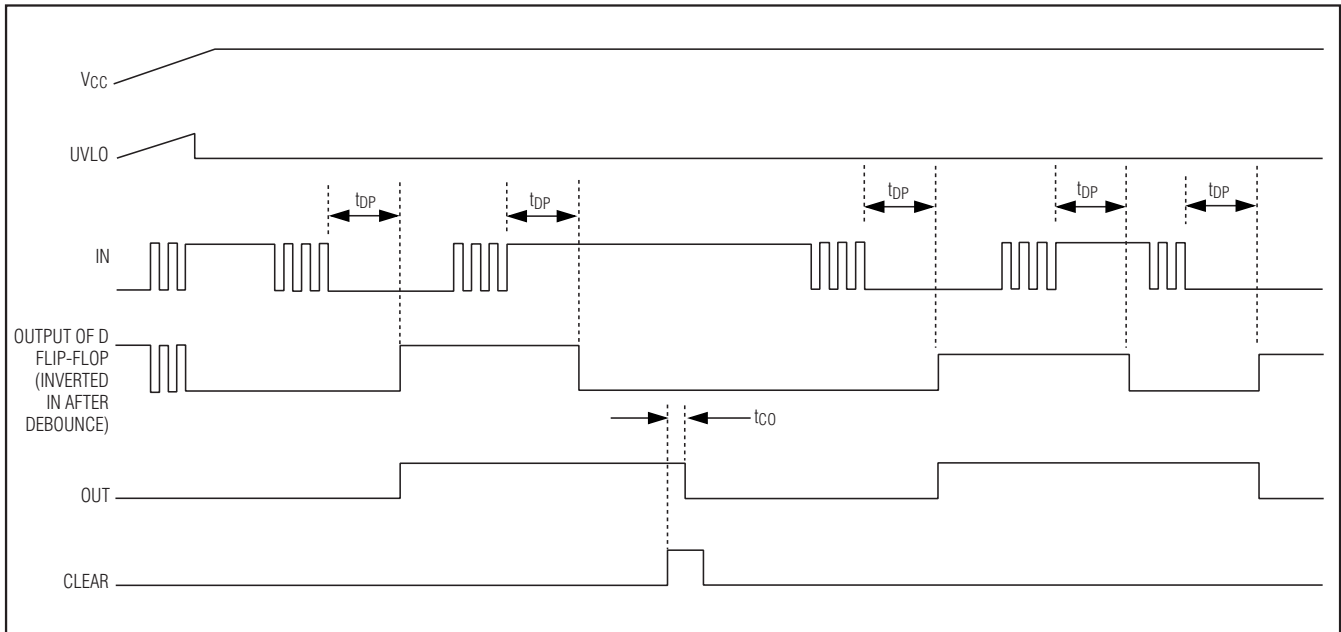 VCC
UVLO
tDP
tDP
tDP
tDP
tDP
IN
OUTPUT OF D
FLIP-FLOP
(INVERTED
IN AFTER
DEBOUNCE)
tCO
OUT
CLEAR